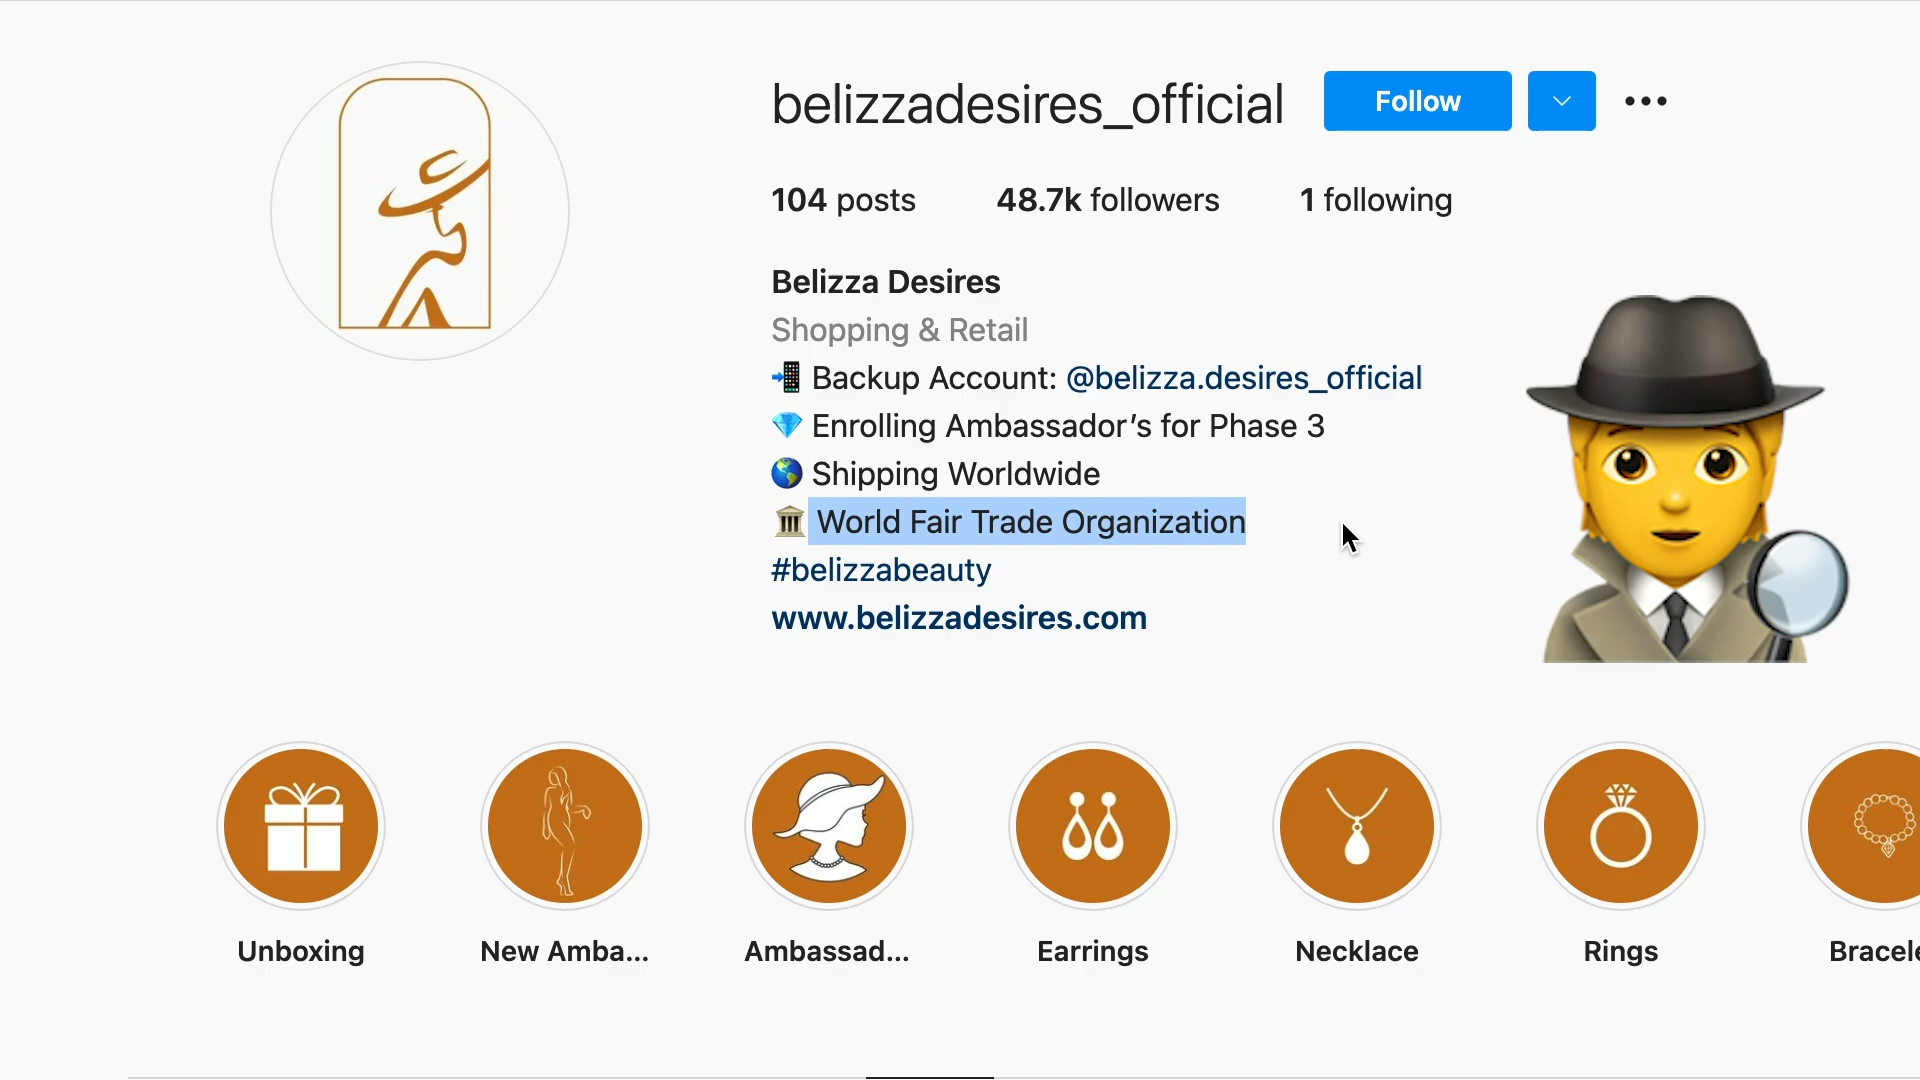 belizzadesires_official Follow
104 posts 48.7k followers 1 following
Belizza Desires
Shopping & Retail
📲 Backup Account: @belizza.desires_official
💎 Enrolling Ambassador’s for Phase 3
🌎 Shipping Worldwide
🏛 World Fair Trade Organization
#belizzabeauty
www.belizzadesires.com
Unboxing New Amba... Ambassad... Earrings Necklace Rings Bracele